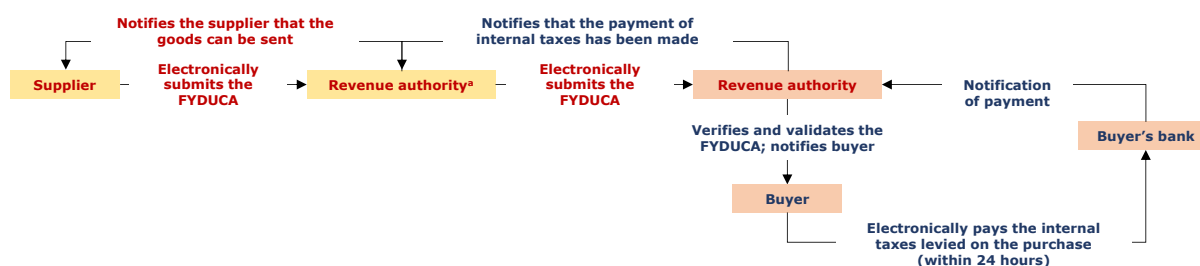 Notifies the supplier that the
goods can be sent
Notifies that the payment of
internal taxes has been made
Supplier
Electronically
submits the
FYDUCA
Revenue authorityᵃ
Electronically
submits the
FYDUCA
Revenue authority
Notification
of payment
Verifies and validates the
FYDUCA; notifies buyer
Buyer's bank
Buyer
Electronically pays the internal
taxes levied on the purchase
(within 24 hours)